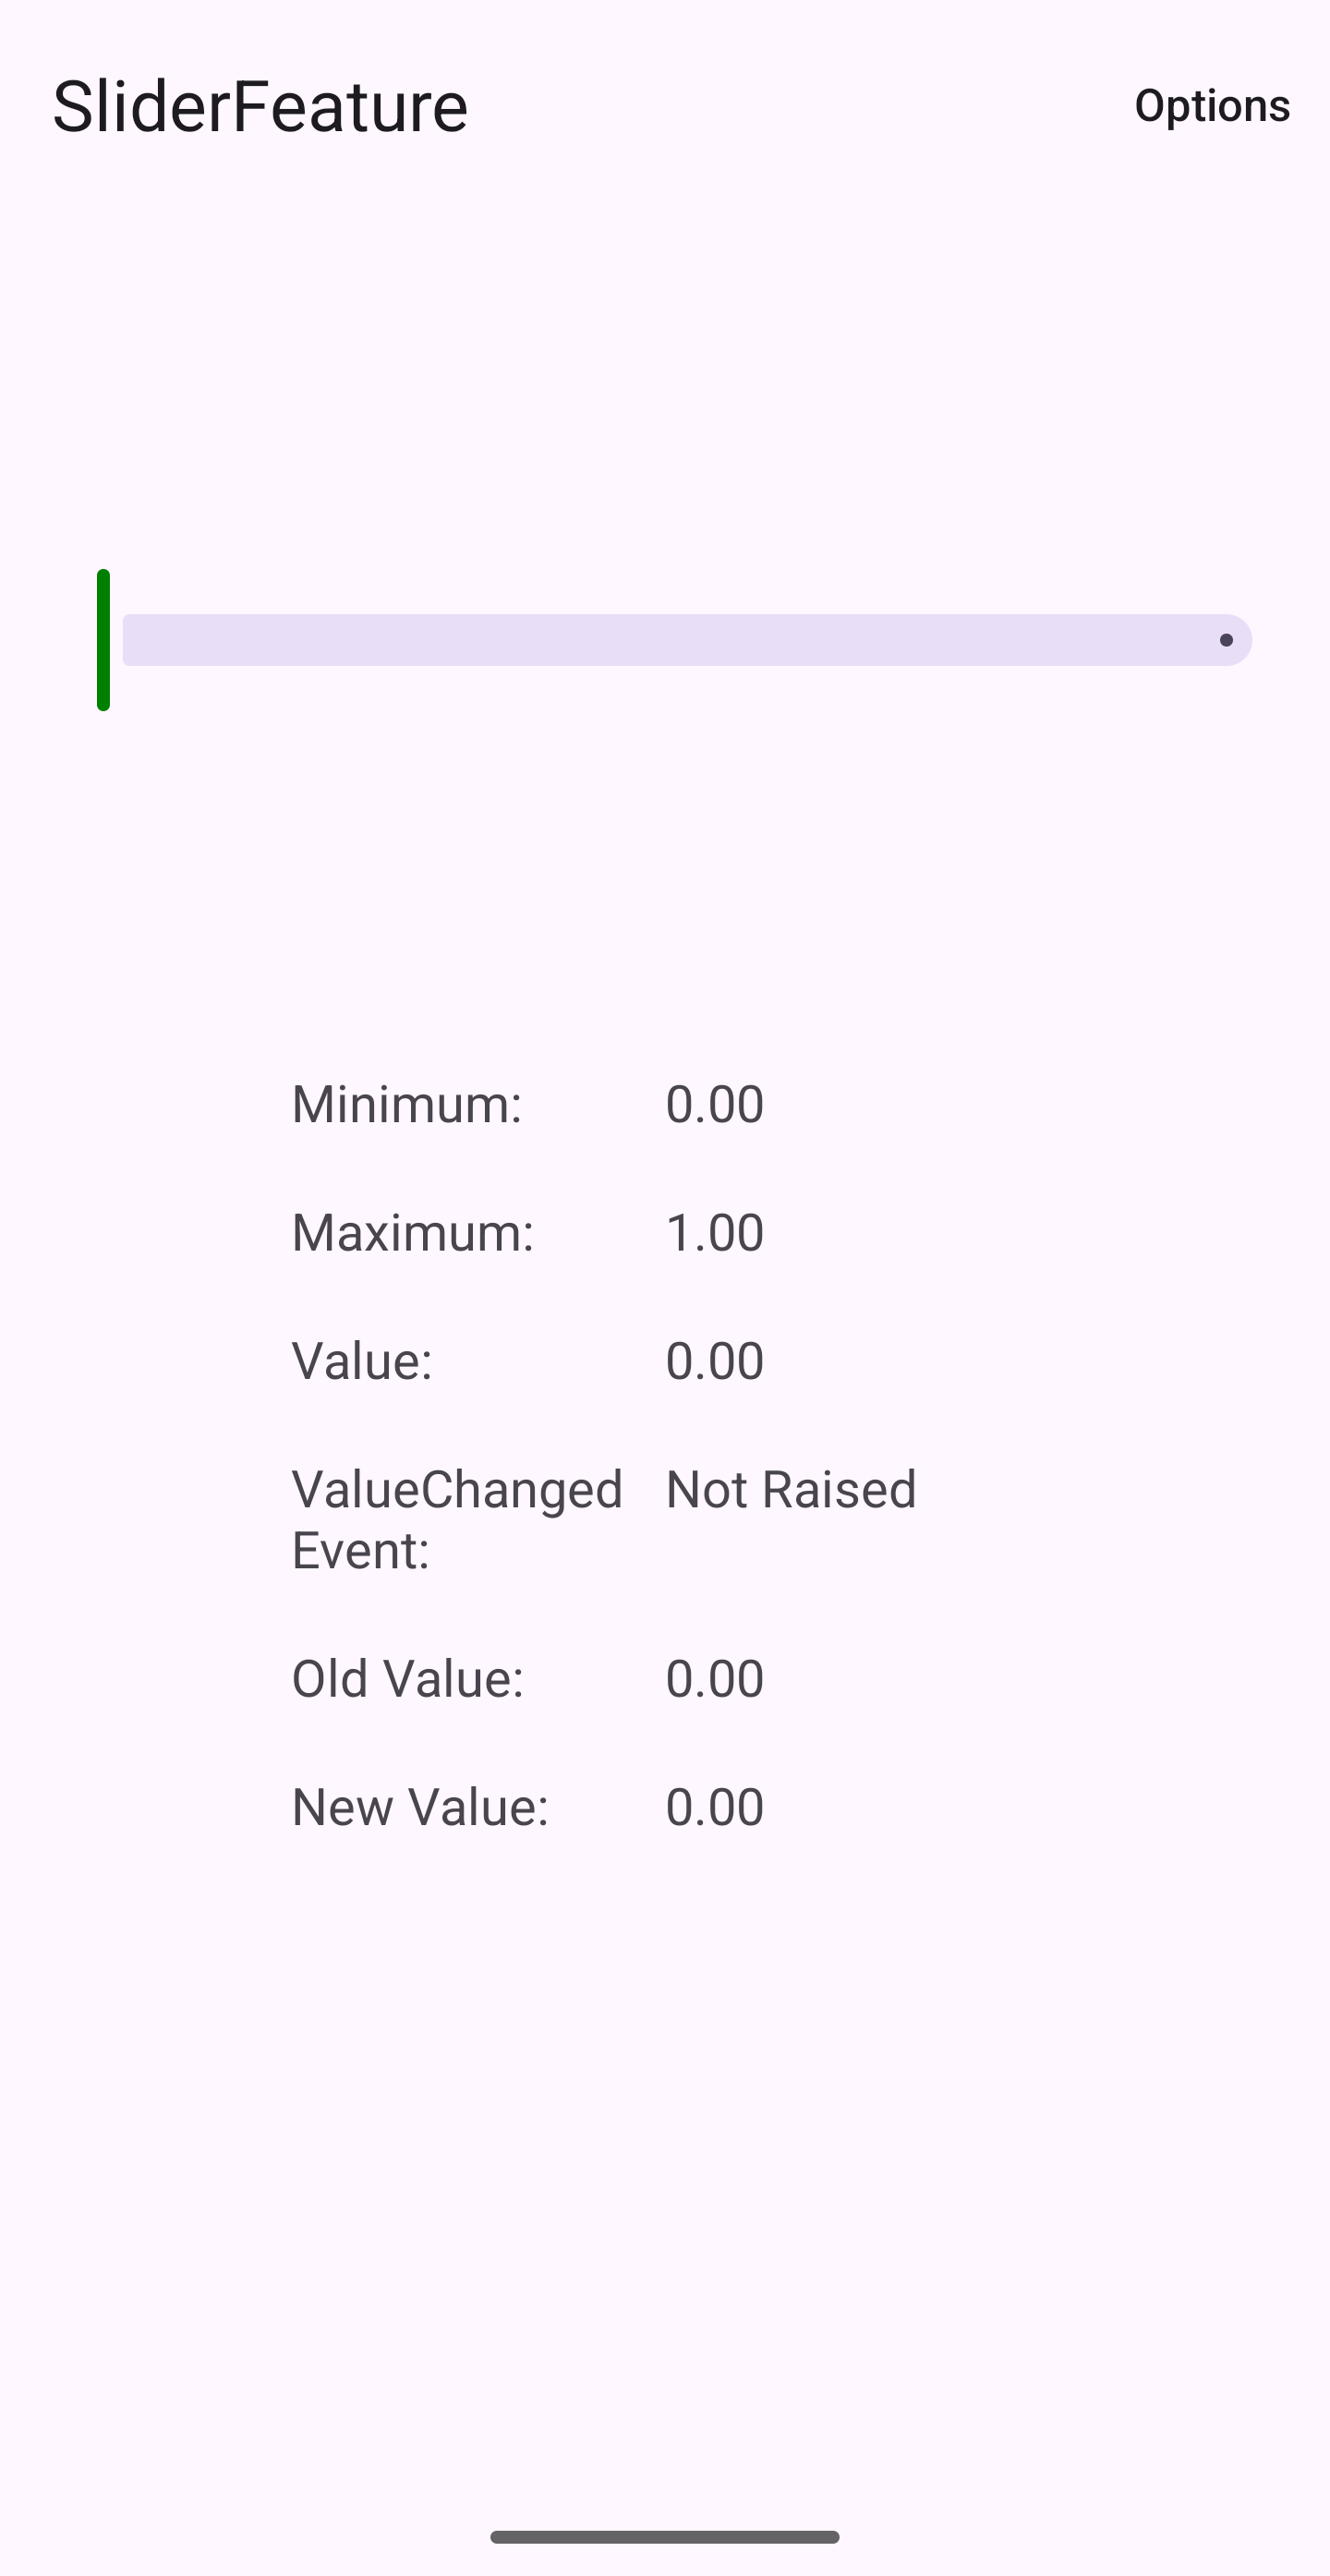 SliderFeature Options
Minimum: 0.00
Maximum: 1.00
Value: 0.00
ValueChanged Not Raised
Event:
Old Value: 0.00
New Value: 0.00